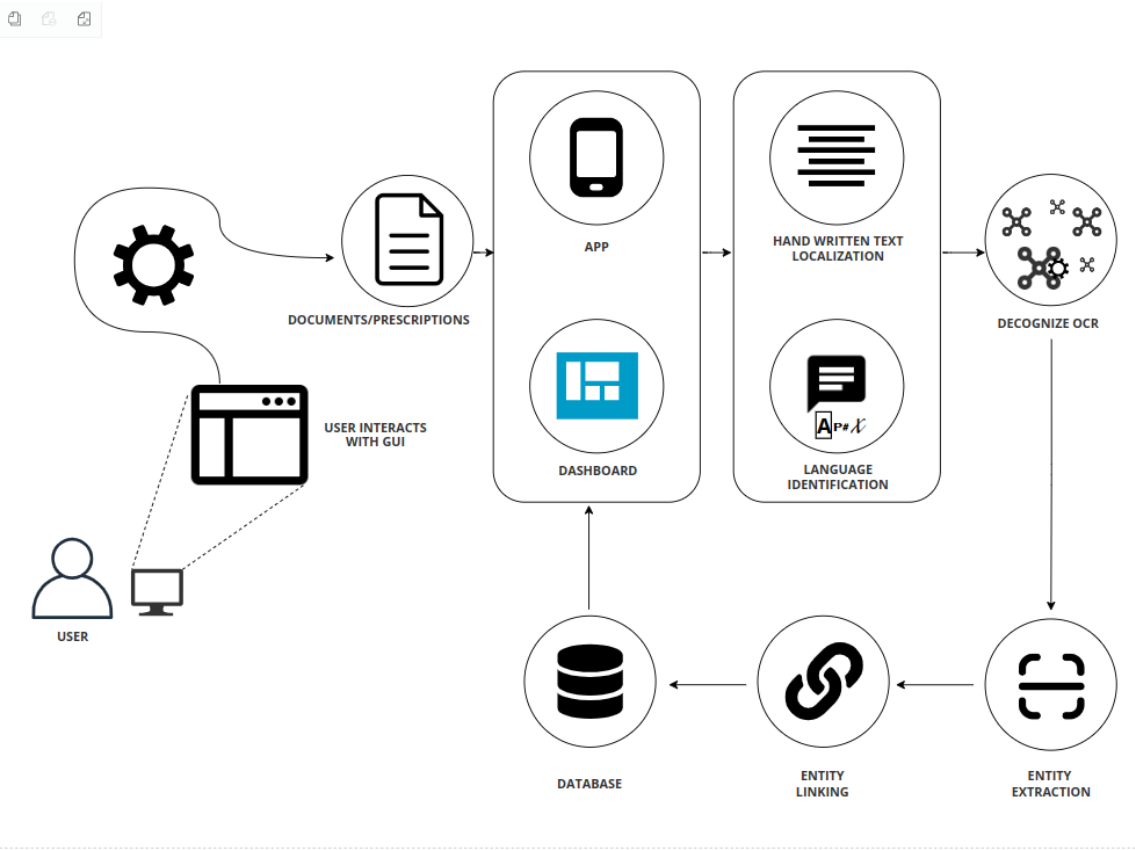 APP
HAND WRITTEN TEXT
LOCALIZATION
DOCUMENTS/PRESCRIPTIONS
DECOGNIZE OCR
USER INTERACTS
WITH GUI
A P# X
DASHBOARD
LANGUAGE
IDENTIFICATION
USER
DATABASE
ENTITY
LINKING
ENTITY
EXTRACTION